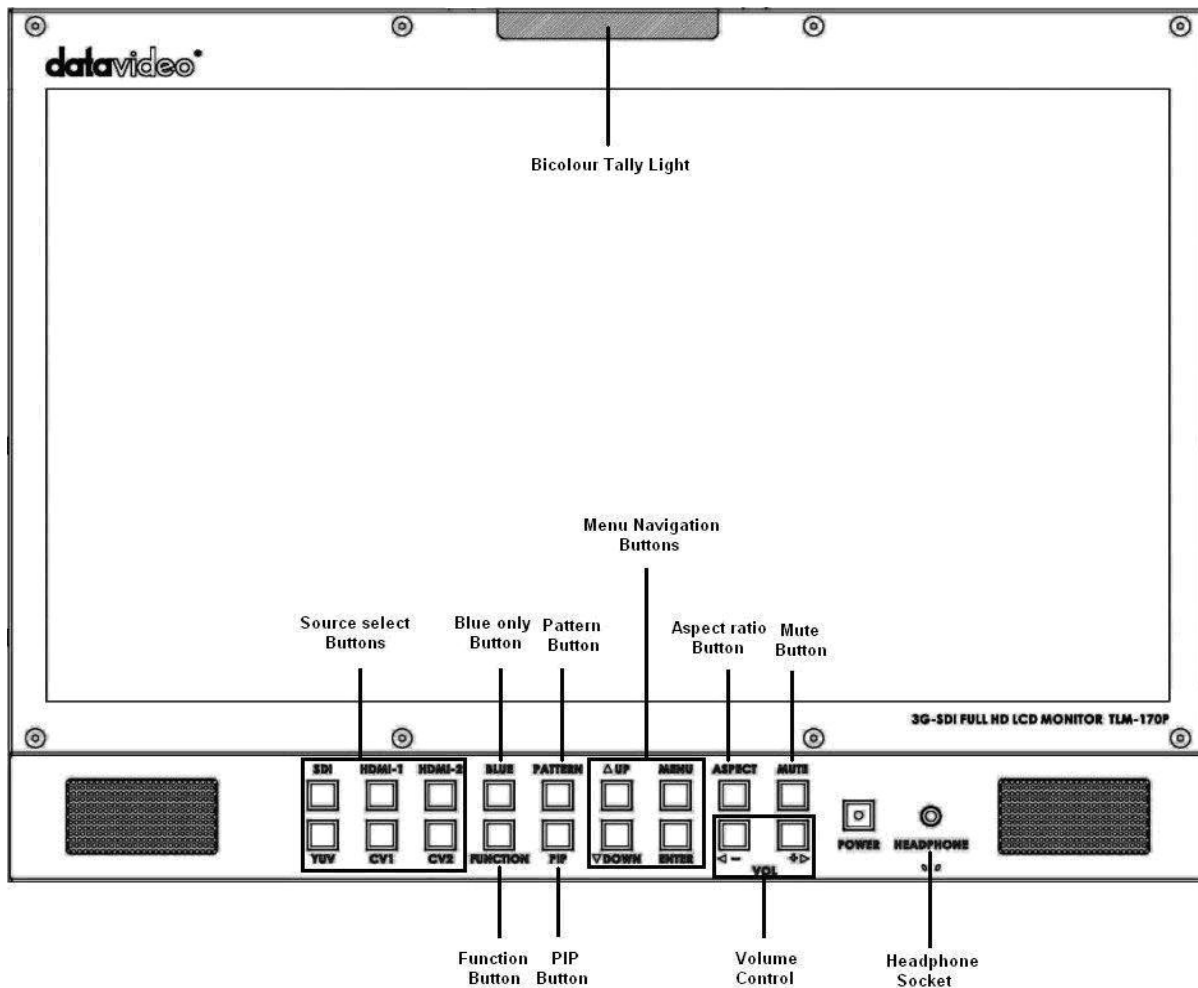 datavideo
Bicolour Tally Light
Menu Navigation
Buttons
Source select
Buttons
Blue only
Button
Pattern
Button
Aspect ratio
Button
Mute
Button
3G-SDI FULL HD LCD MONITOR TLM-170P
SDI HDMI-1 HDMI-2 BLUE PATTERN △UP MENU ASPECT MUTE
YUV CV1 CV2 FUNCTION PIP ▽DOWN ENTER ◁ - + ▷ POWER HEADPHONE
VOL
Function
Button
PIP
Button
Volume
Control
Headphone
Socket